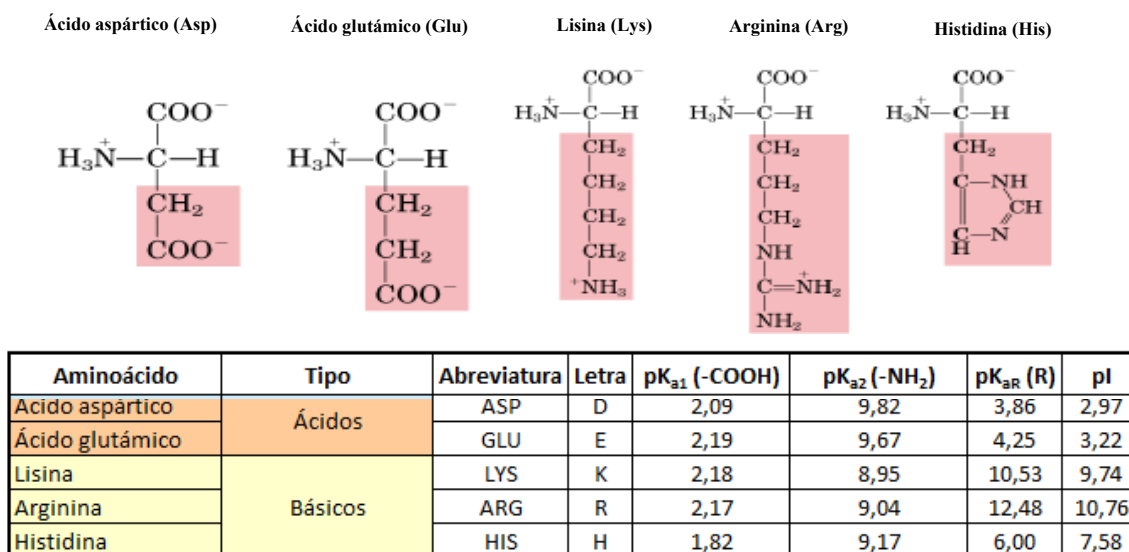 Ácido aspártico (Asp)
Ácido glutámico (Glu)
Lisina (Lys)
Arginina (Arg)
Histidina (His)
COO⁻
H₃N⁺—C—H
CH₂
COO⁻
COO⁻
H₃N⁺—C—H
CH₂
CH₂
COO⁻
COO⁻
H₃N⁺—C—H
CH₂
CH₂
CH₂
CH₂
⁺NH₃
COO⁻
H₃N⁺—C—H
CH₂
CH₂
CH₂
NH
C=N⁺H₂
NH₂
COO⁻
H₃N⁺—C—H
CH₂
C—NH
CH
C—N
H
Aminoácido Tipo Abreviatura Letra pKa1 (-COOH) pKa2 (-NH₂) pKaR (R) pI
Acido aspártico Ácidos ASP D 2,09 9,82 3,86 2,97
Ácido glutámico GLU E 2,19 9,67 4,25 3,22
Lisina Básicos LYS K 2,18 8,95 10,53 9,74
Arginina ARG R 2,17 9,04 12,48 10,76
Histidina HIS H 1,82 9,17 6,00 7,58